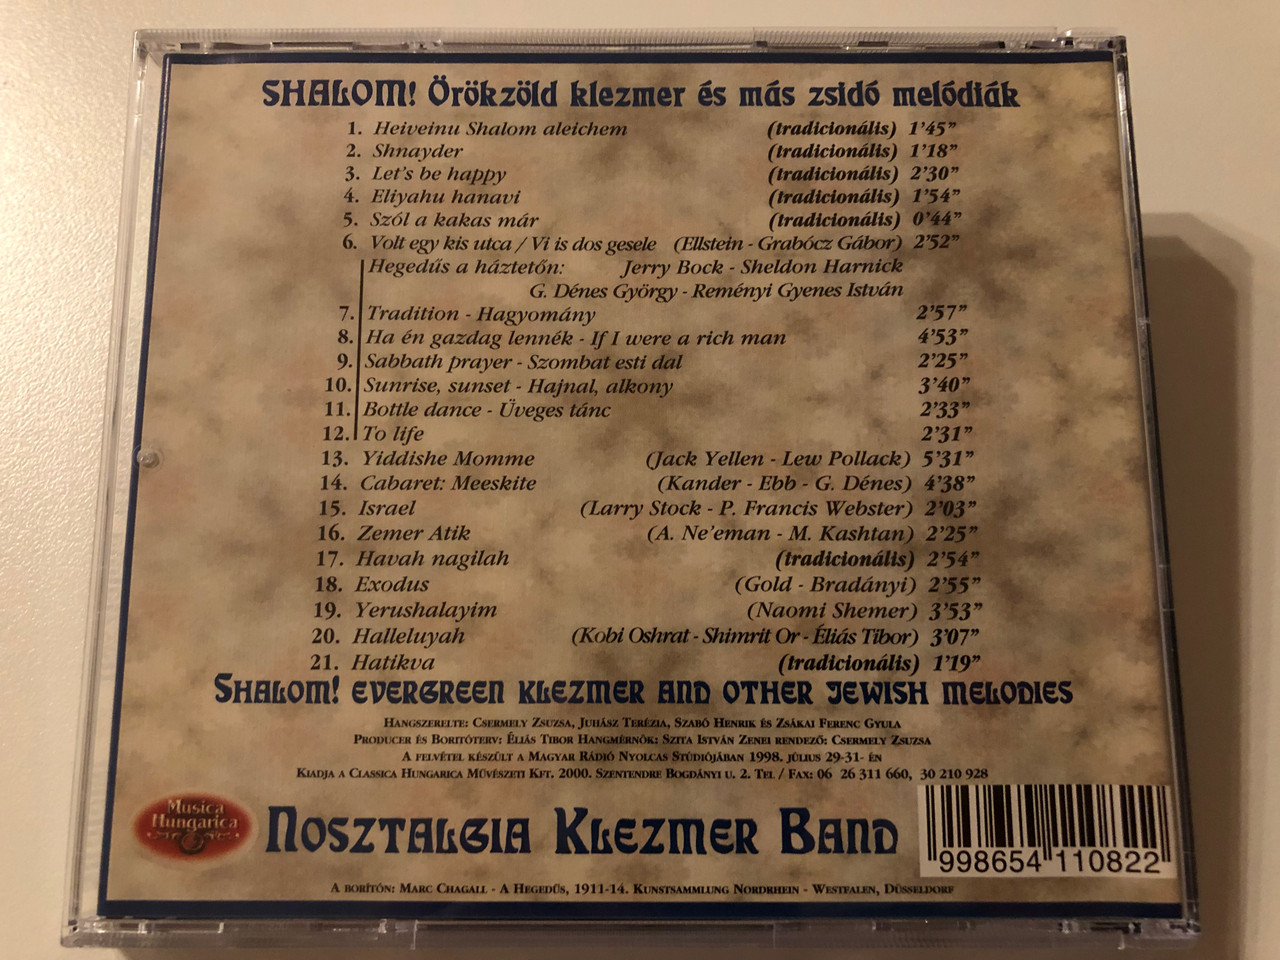 SHALOM! Örökzöld klezmer és más zsidó melódiák
1. Heiveinu Shalom aleichem (tradicionális) 1'45"
2. Shnayder (tradicionális) 1'18"
3. Let's be happy (tradicionális) 2'30"
4. Eliyahu hanavi (tradicionális) 1'54"
5. Szól a kakas már (tradicionális) 0'44"
6. Volt egy kis utca / Vi is dos gesele (Ellstein - Grabócz Gábor) 2'52"
Hegedűs a háztetőn: Jerry Bock - Sheldon Harnick
G. Dénes György - Reményi Gyenes István
7. Tradition - Hagyomány 2'57"
8. Ha én gazdag lennék - If I were a rich man 4'53"
9. Sabbath prayer - Szombat esti dal 2'25"
10. Sunrise, sunset - Hajnal, alkony 3'40"
11. Bottle dance - Üveges tánc 2'33"
12. To life 2'31"
13. Yiddishe Momme (Jack Yellen - Lew Pollack) 5'31"
14. Cabaret: Meeskite (Kander - Ebb - G. Dénes) 4'38"
15. Israel (Larry Stock - P. Francis Webster) 2'03"
16. Zemer Atik (A. Ne'eman - M. Kashtan) 2'25"
17. Havah nagilah (tradicionális) 2'54"
18. Exodus (Gold - Bradányi) 2'55"
19. Yerushalayim (Naomi Shemer) 3'53"
20. Halleluyah (Kobi Oshrat - Shimrit Or - Éliás Tibor) 3'07"
21. Hatikva (tradicionális) 1'19"
Shalom! evergreen klezmer and other Jewish melodies
Hangszerelte: Csermely Zsuzsa, Juhász Terézia, Szabó Henrik és Zsákai Ferenc Gyula
Producer és Borítóterv: Éliás Tibor Hangmérnök: Szita István Zenei rendező: Csermely Zsuzsa
A felvétel készült a Magyar Rádió Nyolcas Stúdiójában 1998. július 29-31- én
Kiadja a Classica Hungarica Művészeti Kft. 2000. Szentendre Bogdányi u. 2. Tel / Fax: 06 26 311 660, 30 210 928
Musica
Hungarica
Nosztalgia Klezmer Band
998654 110822
A borítón: Marc Chagall - A Hegedűs, 1911-14. Kunstsammlung Nordrhein - Westfalen, Düsseldorf